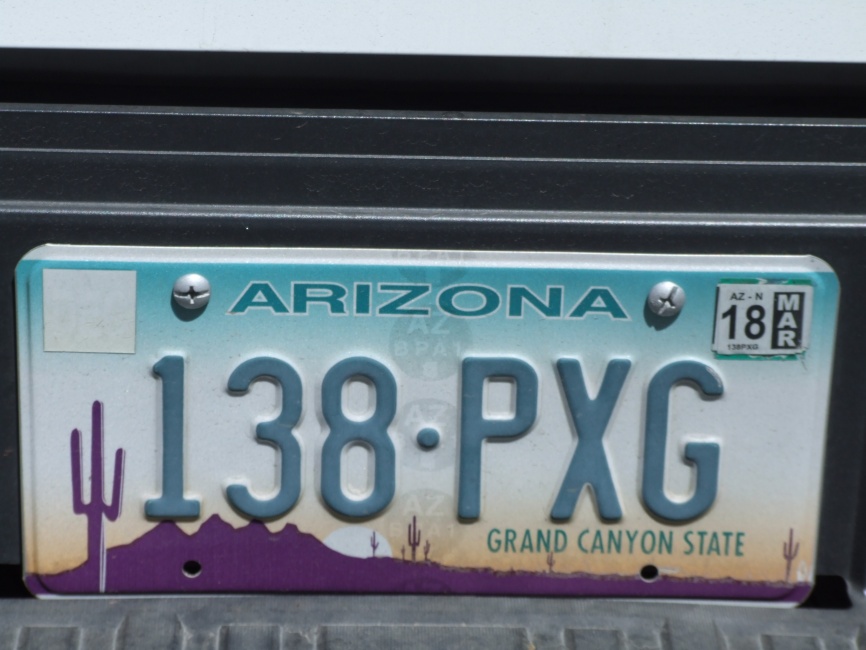 ARIZONA
AZ - N
18 MAR
138PXG
138·PXG
GRAND CANYON STATE